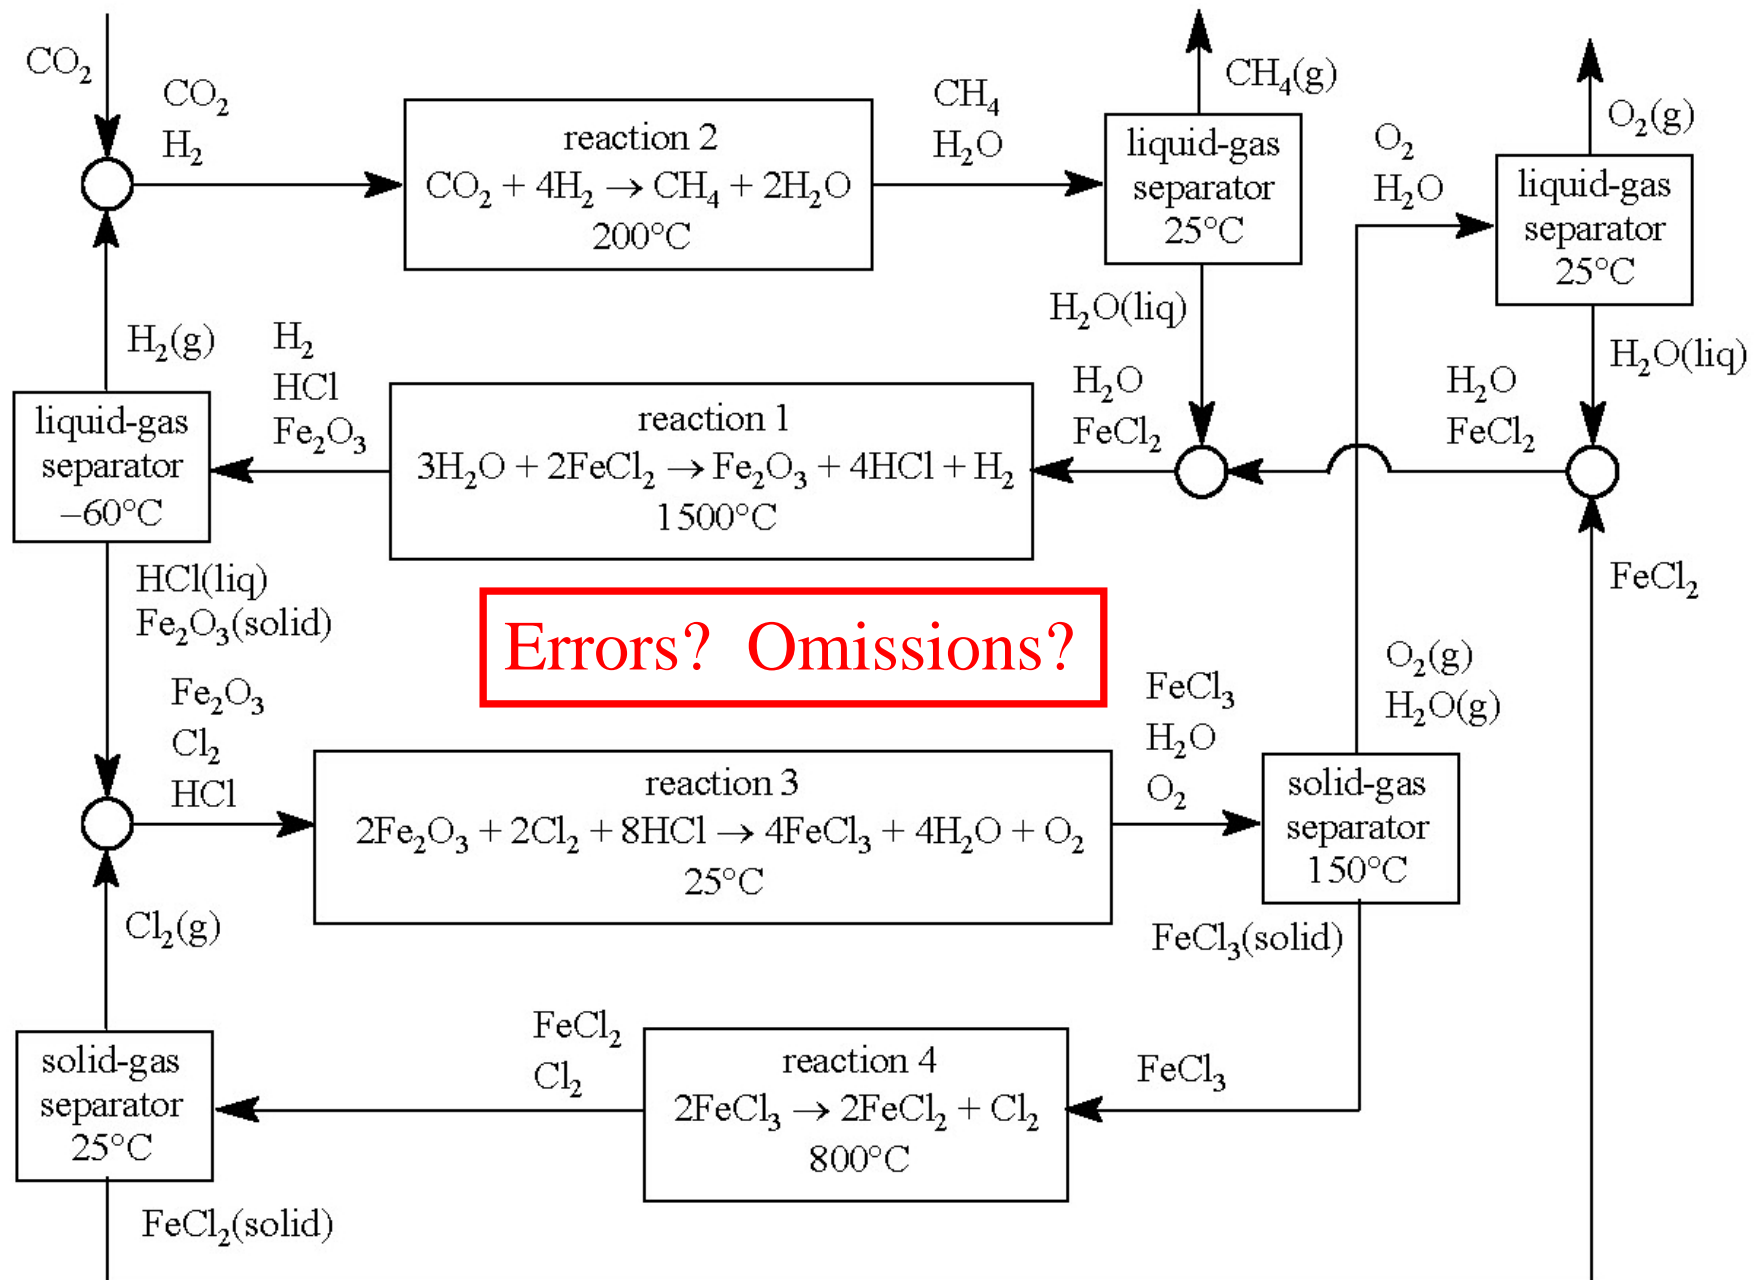 CO₂
CO₂
H₂
reaction 2
CO₂ + 4H₂ → CH₄ + 2H₂O
200°C
CH₄
H₂O
CH₄(g)
liquid-gas
separator
25°C
O₂
H₂O
O₂(g)
liquid-gas
separator
25°C
H₂O(liq)
H₂O(liq)
H₂(g)
H₂
HCl
Fe₂O₃
liquid-gas
separator
–60°C
reaction 1
3H₂O + 2FeCl₂ → Fe₂O₃ + 4HCl + H₂
1500°C
H₂O
FeCl₂
H₂O
FeCl₂
HCl(liq)
Fe₂O₃(solid)
Errors? Omissions?
FeCl₂
Fe₂O₃
Cl₂
HCl
reaction 3
2Fe₂O₃ + 2Cl₂ + 8HCl → 4FeCl₃ + 4H₂O + O₂
25°C
FeCl₃
H₂O
O₂
O₂(g)
H₂O(g)
solid-gas
separator
150°C
Cl₂(g)
FeCl₃(solid)
solid-gas
separator
25°C
FeCl₂
Cl₂
reaction 4
2FeCl₃ → 2FeCl₂ + Cl₂
800°C
FeCl₃
FeCl₂(solid)